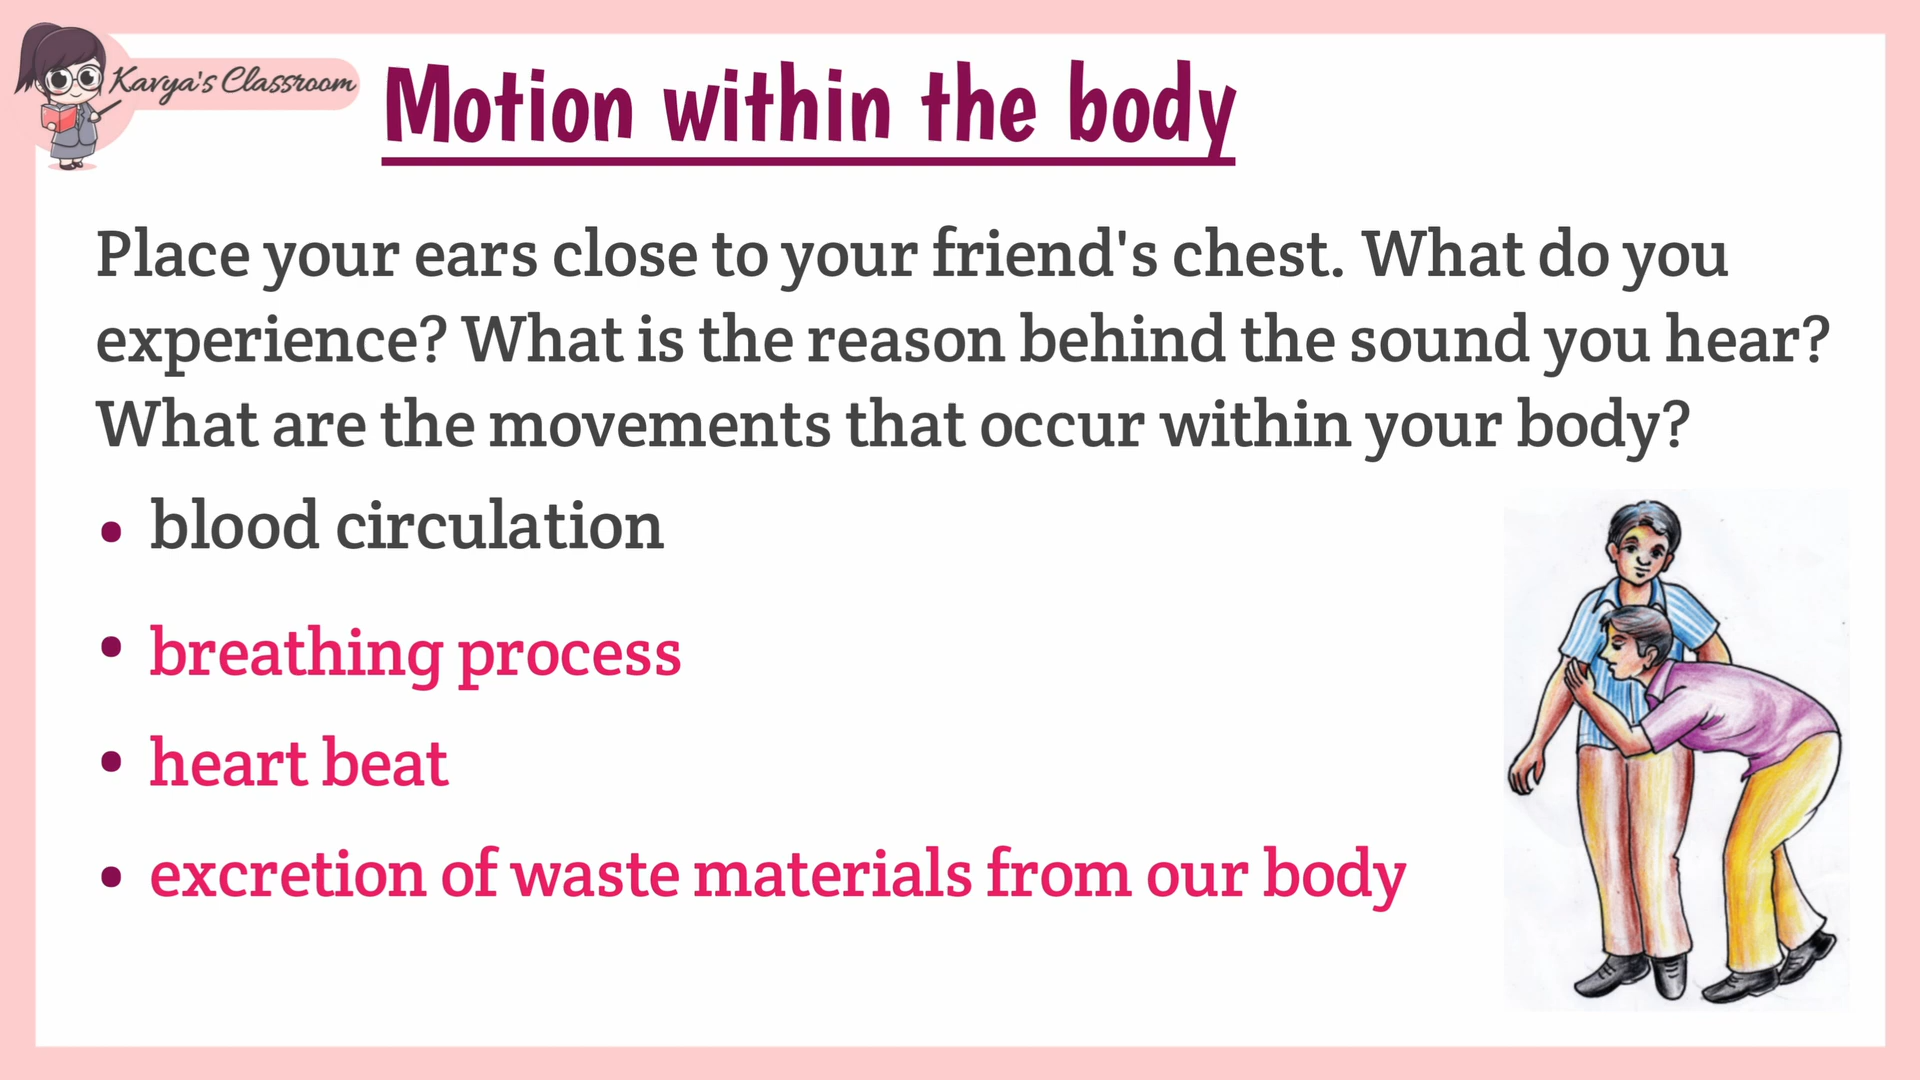 Kavya's Classroom
Motion within the body
Place your ears close to your friend's chest. What do you
experience? What is the reason behind the sound you hear?
What are the movements that occur within your body?
• blood circulation
• breathing process
• heart beat
• excretion of waste materials from our body